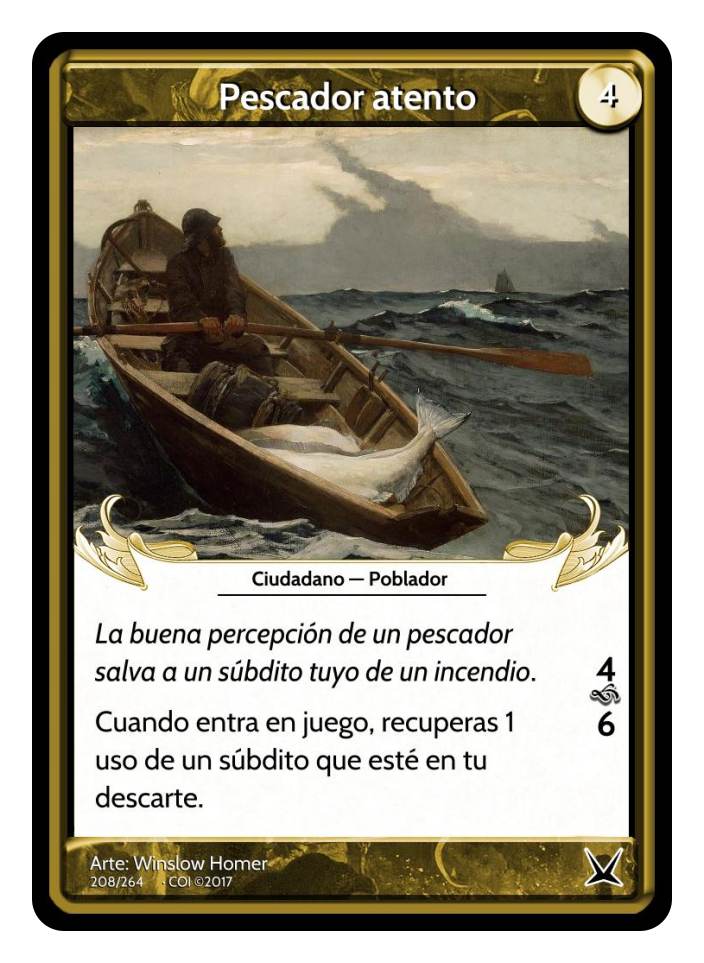 Pescador atento
4
Ciudadano — Poblador
La buena percepción de un pescador
salva a un súbdito tuyo de un incendio.
4
6
Cuando entra en juego, recuperas 1
uso de un súbdito que esté en tu
descarte.
Arte: Winslow Homer
208/264 · COI ©2017